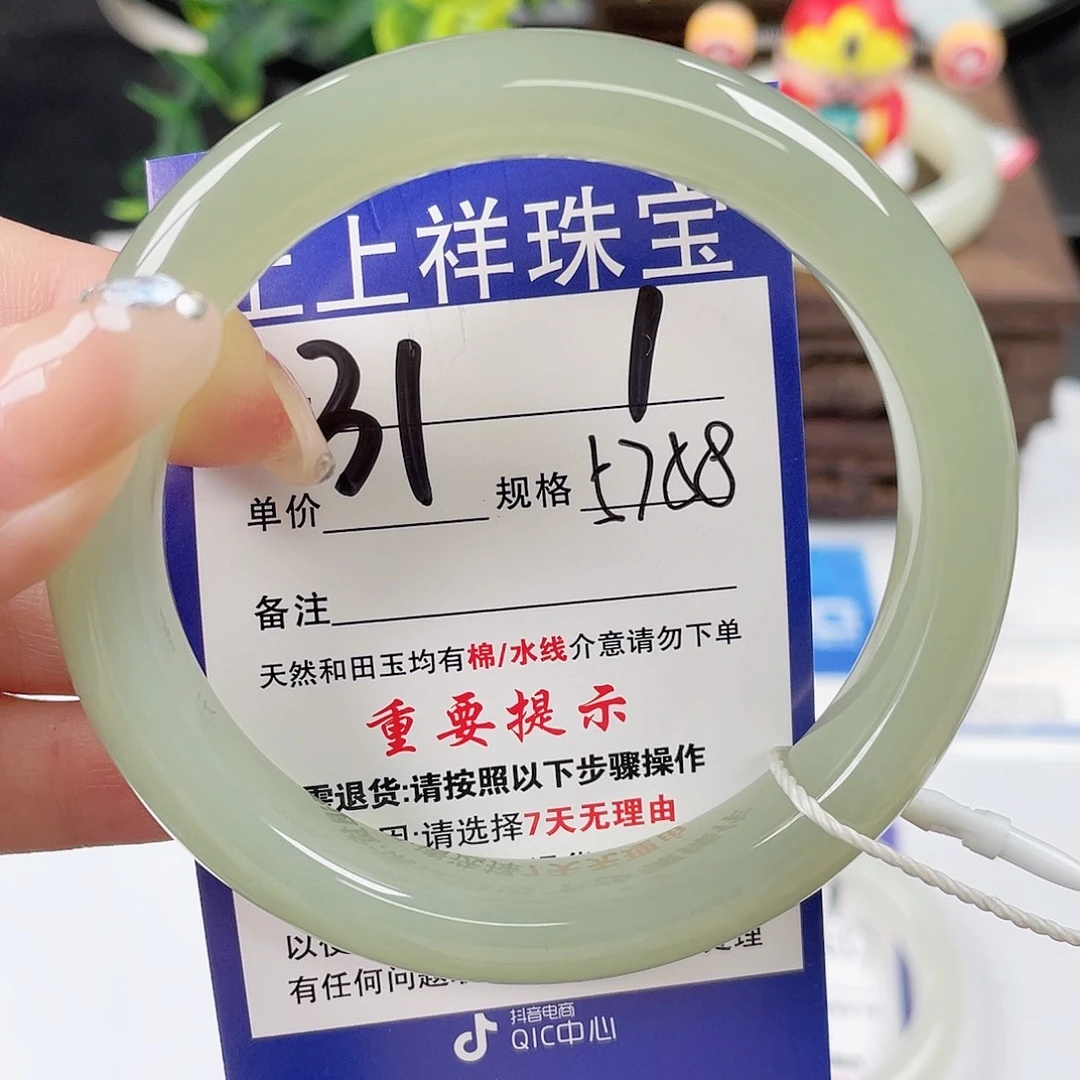 上祥珠宝
31 1
单价 规格 5768
备注
天然和田玉均有棉/水线介意请勿下单
重要提示
需退货:请按照以下步骤操作
因:请选择7天无理由
以
有任何问题
抖音电商
QIC中心